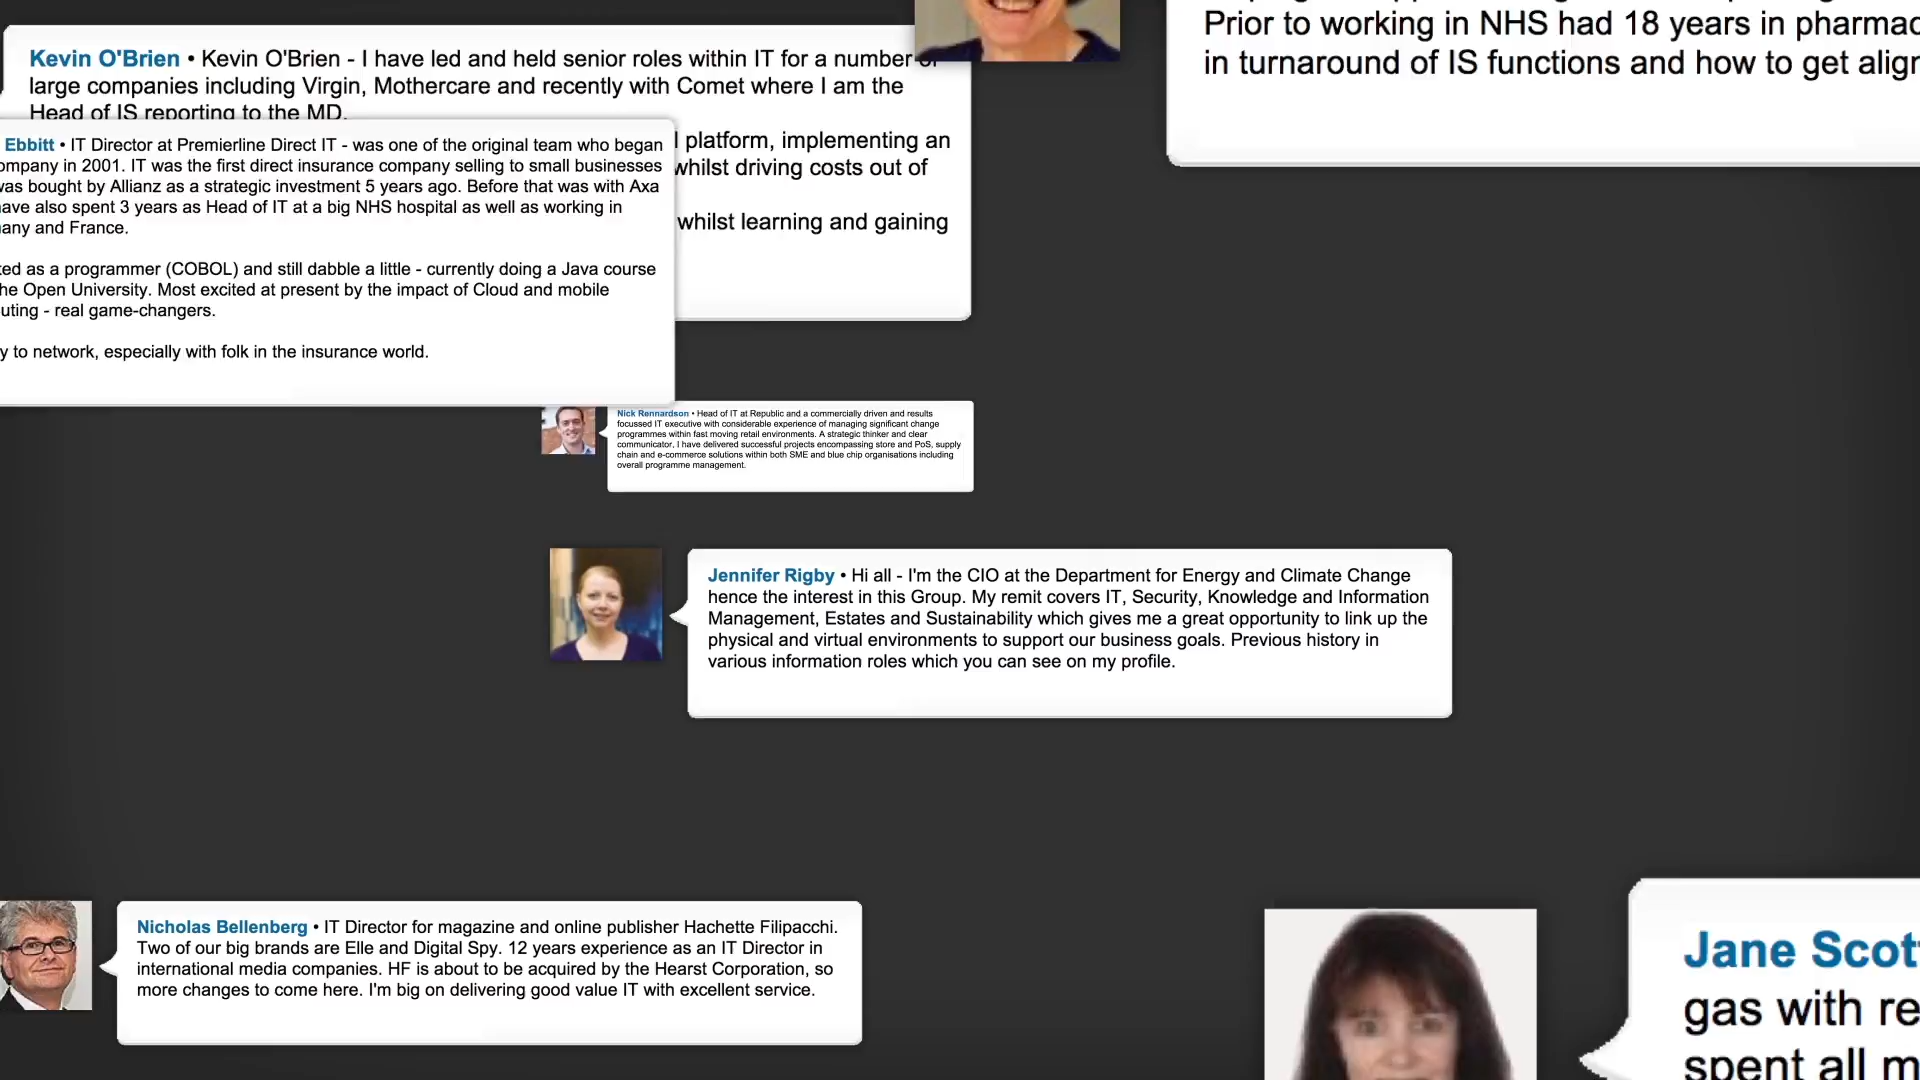 Kevin O'Brien • Kevin O'Brien - I have led and held senior roles within IT for a number of
large companies including Virgin, Mothercare and recently with Comet where I am the
Head of IS reporting to the MD.
platform, implementing an
whilst driving costs out of
whilst learning and gaining
Prior to working in NHS had 18 years in pharmac
in turnaround of IS functions and how to get align
Ebbitt • IT Director at Premierline Direct IT - was one of the original team who began
ompany in 2001. IT was the first direct insurance company selling to small businesses
was bought by Allianz as a strategic investment 5 years ago. Before that was with Axa
ave also spent 3 years as Head of IT at a big NHS hospital as well as working in
any and France.
ted as a programmer (COBOL) and still dabble a little - currently doing a Java course
he Open University. Most excited at present by the impact of Cloud and mobile
uting - real game-changers.
y to network, especially with folk in the insurance world.
Nick Rennardson • Head of IT at Republic and a commercially driven and results
focussed IT executive with considerable experience of managing significant change
programmes within fast moving retail environments. A strategic thinker and clear
communicator, I have delivered successful projects encompassing store and PoS, supply
chain and e-commerce solutions within both SME and blue chip organisations including
overall programme management.
Jennifer Rigby • Hi all - I'm the CIO at the Department for Energy and Climate Change
hence the interest in this Group. My remit covers IT, Security, Knowledge and Information
Management, Estates and Sustainability which gives me a great opportunity to link up the
physical and virtual environments to support our business goals. Previous history in
various information roles which you can see on my profile.
Nicholas Bellenberg • IT Director for magazine and online publisher Hachette Filipacchi.
Two of our big brands are Elle and Digital Spy. 12 years experience as an IT Director in
international media companies. HF is about to be acquired by the Hearst Corporation, so
more changes to come here. I'm big on delivering good value IT with excellent service.
Jane Scot
gas with re
spent all m